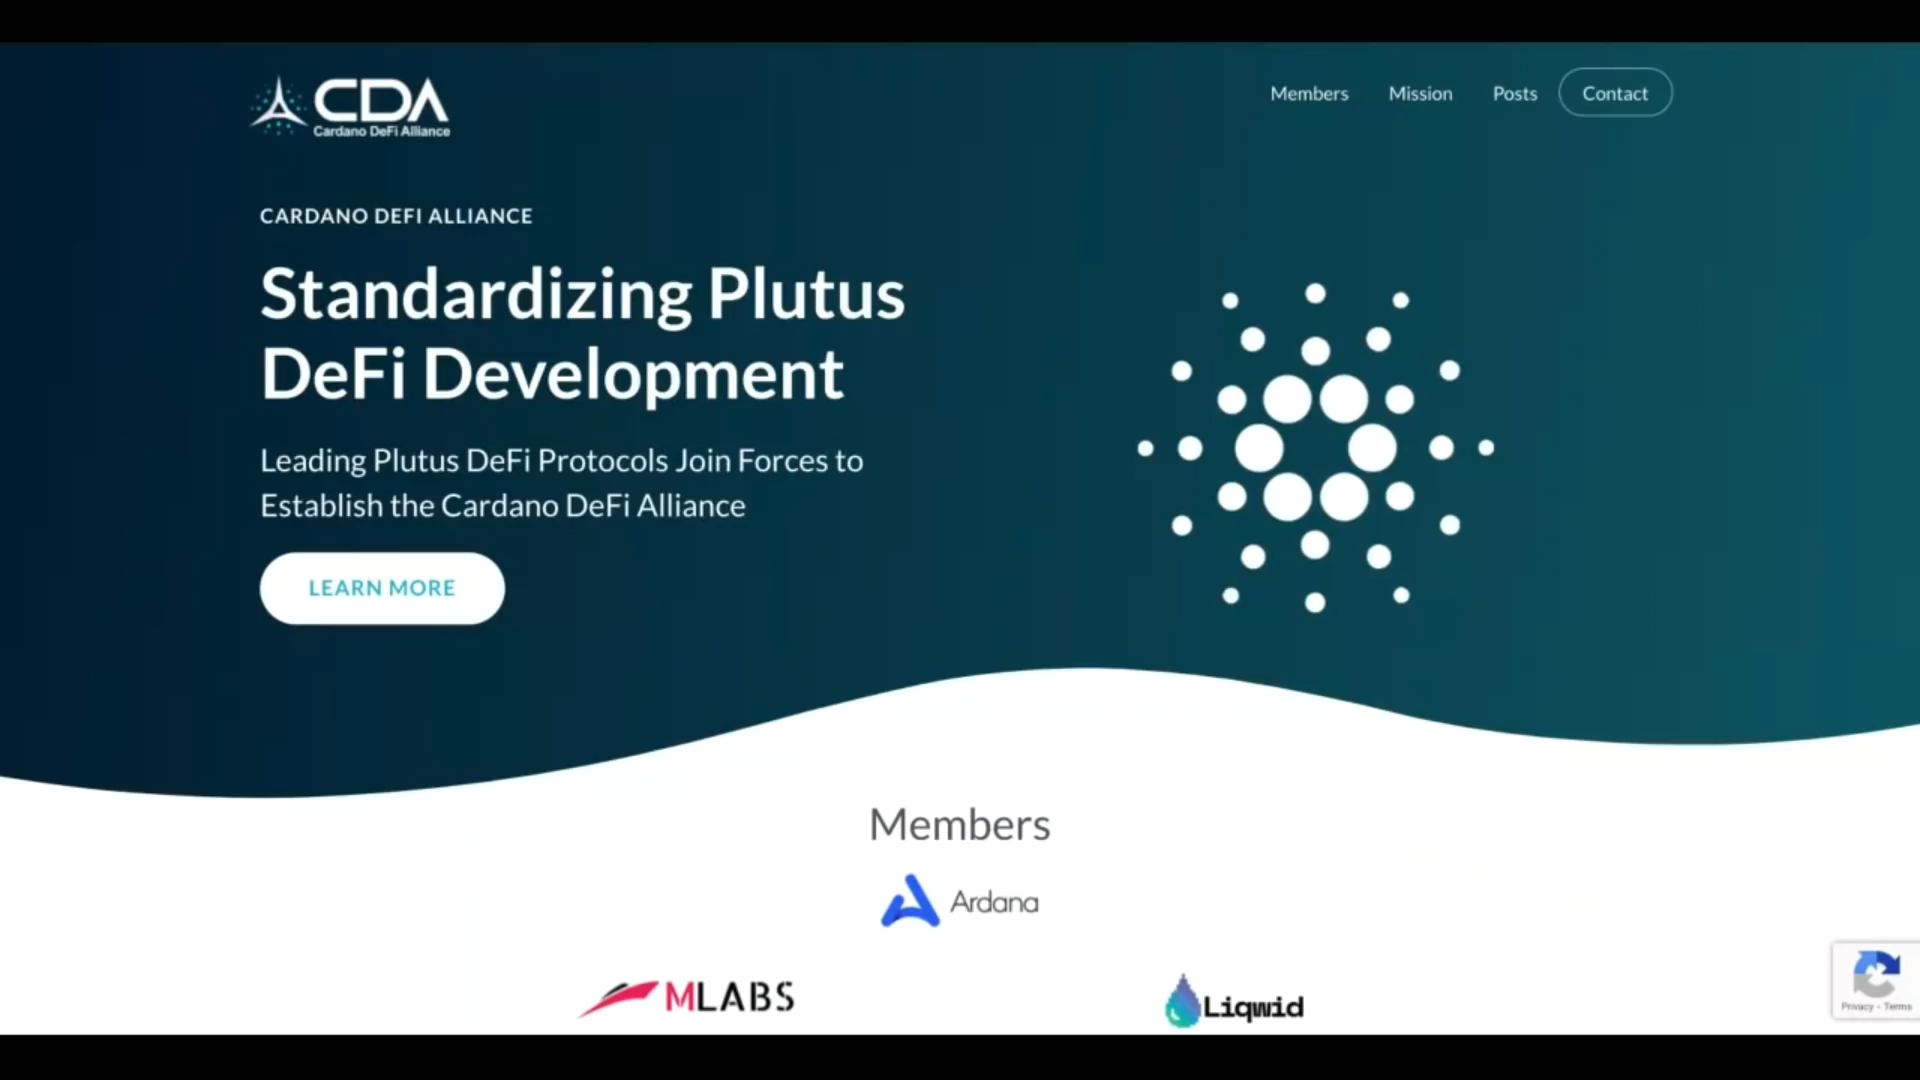 CDA
Cardano DeFi Alliance
Members Mission Posts Contact
CARDANO DEFI ALLIANCE
Standardizing Plutus
DeFi Development
Leading Plutus DeFi Protocols Join Forces to
Establish the Cardano DeFi Alliance
LEARN MORE
Members
Ardana
MLABS
Liqwid
Privacy - Terms